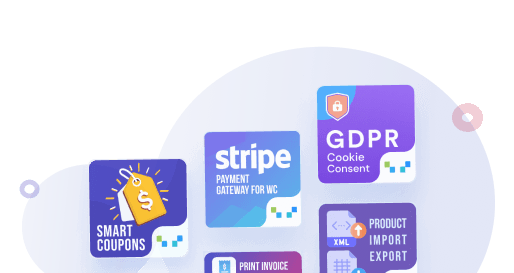 GDPR
Cookie
Consent
stripe
PAYMENT
GATEWAY FOR WC
$
SMART
COUPONS
PRODUCT
IMPORT
EXPORT
XML
PRINT INVOICE
$